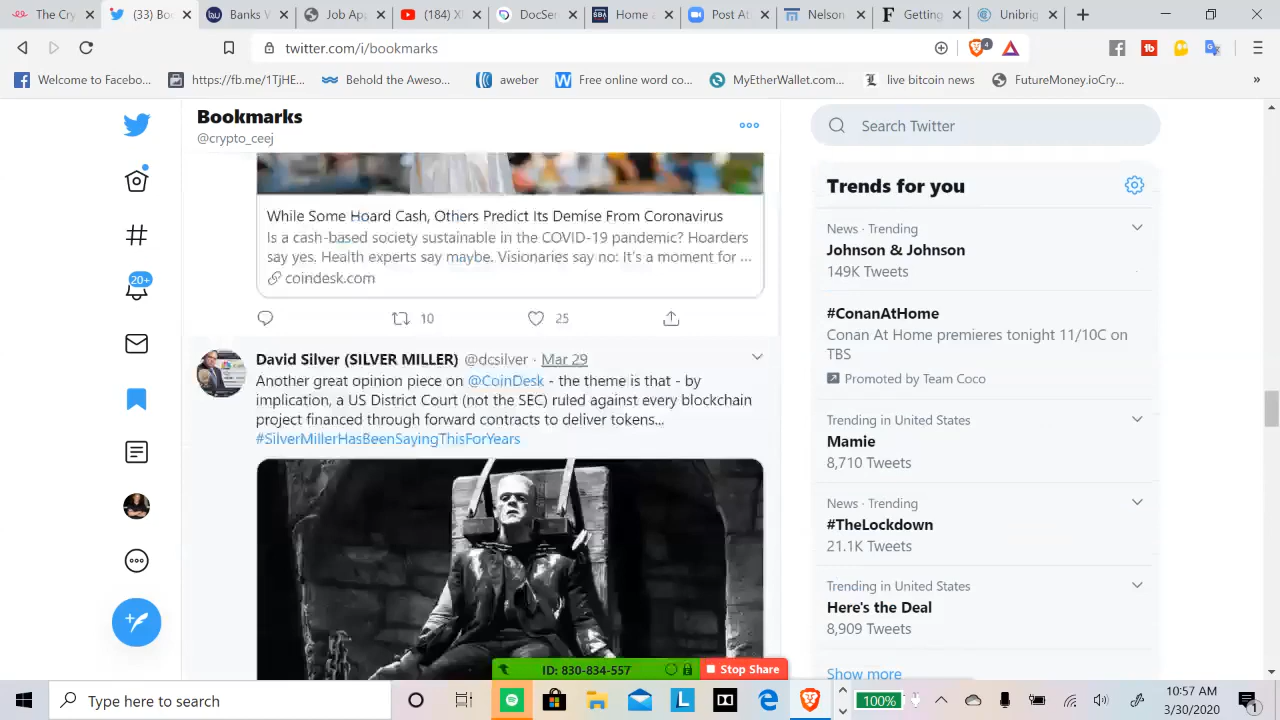 The Cry
(33) Boo
Banks V
Job Ap
(184) X
DocSer
SBA
Home a
Post At
Nelson
Fundin
Unibrig
twitter.com/i/bookmarks
4
Welcome to Facebo...
https://fb.me/1TjHE...
Behold the Aweso...
aweber
Free online word co...
MyEtherWallet.com...
live bitcoin news
FutureMoney.ioCry...
»
Bookmarks
@crypto_ceej
While Some Hoard Cash, Others Predict Its Demise From Coronavirus
Is a cash-based society sustainable in the COVID-19 pandemic? Hoarders
say yes. Health experts say maybe. Visionaries say no: It's a moment for ...
coindesk.com
10
25
David Silver (SILVER MILLER) @dcsilver · Mar 29
Another great opinion piece on @CoinDesk - the theme is that - by
implication, a US District Court (not the SEC) ruled against every blockchain
project financed through forward contracts to deliver tokens...
#SilverMillerHasBeenSayingThisForYears
20+
Search Twitter
Trends for you
News · Trending
Johnson & Johnson
149K Tweets
#ConanAtHome
Conan At Home premieres tonight 11/10C on
TBS
Promoted by Team Coco
Trending in United States
Mamie
8,710 Tweets
News · Trending
#TheLockdown
21.1K Tweets
Trending in United States
Here's the Deal
8,909 Tweets
Show more
ID: 830-834-557
Stop Share
Type here to search
100%
10:57 AM
3/30/2020
1